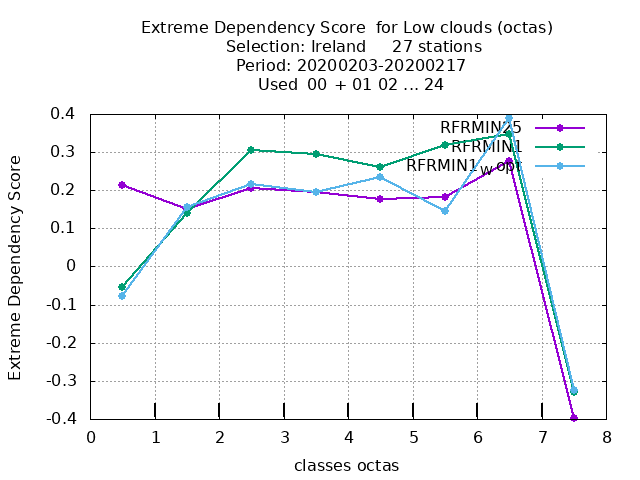 Extreme Dependency Score for Low clouds (octas)
Selection: Ireland 27 stations
Period: 20200203-20200217
Used 00 + 01 02 ... 24
RFRMIN25
RFRMIN1
RFRMIN1w-opt
Extreme Dependency Score
0.4
0.3
0.2
0.1
0
-0.1
-0.2
-0.3
-0.4
0 1 2 3 4 5 6 7 8
classes octas